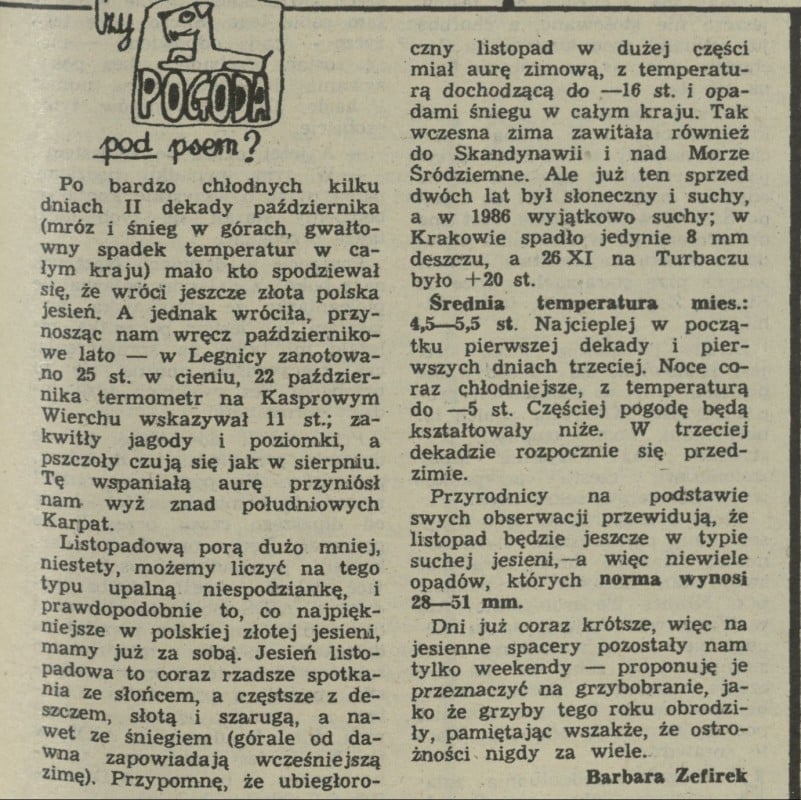 czy
POGODA
pod psem?
Po bardzo chłodnych kilku
dniach II dekady października
(mróz i śnieg w górach, gwałto-
wny spadek temperatur w ca-
łym kraju) mało kto spodziewał
się, że wróci jeszcze złota polska
jesień. A jednak wróciła, przy-
nosząc nam wręcz październiko-
we lato — w Legnicy zanotowa-
no 25 st. w cieniu, 22 paździer-
nika termometr na Kasprowym
Wierchu wskazywał 11 st.; za-
kwitły jagody i poziomki, a
pszczoły czują się jak w sierpniu.
Tę wspaniałą aurę przyniósł
nam wyż znad południowych
Karpat.
Listopadową porą dużo mniej,
niestety, możemy liczyć na tego
typu upalną niespodziankę, i
prawdopodobnie to, co najpięk-
niejsze w polskiej złotej jesieni,
mamy już za sobą. Jesień listo-
padowa to coraz rzadsze spotka-
nia ze słońcem, a częstsze z de-
szczem, słotą i szarugą, a na-
wet ze śniegiem (górale od da-
wna zapowiadają wcześniejszą
zimę). Przypomnę, że ubiegłoro-
czny listopad w dużej części
miał aurę zimową, z temperatu-
rą dochodzącą do —16 st. i opa-
dami śniegu w całym kraju. Tak
wczesna zima zawitała również
do Skandynawii i nad Morze
Śródziemne. Ale już ten sprzed
dwóch lat był słoneczny i suchy,
a w 1986 wyjątkowo suchy; w
Krakowie spadło jedynie 8 mm
deszczu, a 26 XI na Turbaczu
było +20 st.
Średnia temperatura mies.:
4,5—5,5 st. Najcieplej w począ-
tku pierwszej dekady i pier-
wszych dniach trzeciej. Noce co-
raz chłodniejsze, z temperaturą
do —5 st. Częściej pogodę będą
kształtowały niże. W trzeciej
dekadzie rozpocznie się przed-
zimie.
Przyrodnicy na podstawie
swych obserwacji przewidują, że
listopad będzie jeszcze w typie
suchej jesieni,—a więc niewiele
opadów, których norma wynosi
28—51 mm.
Dni już coraz krótsze, więc na
jesienne spacery pozostały nam
tylko weekendy — proponuję je
przeznaczyć na grzybobranie, ja-
ko że grzyby tego roku obrodzi-
ły, pamiętając wszakże, że ostro-
żności nigdy za wiele.
Barbara Zefirek